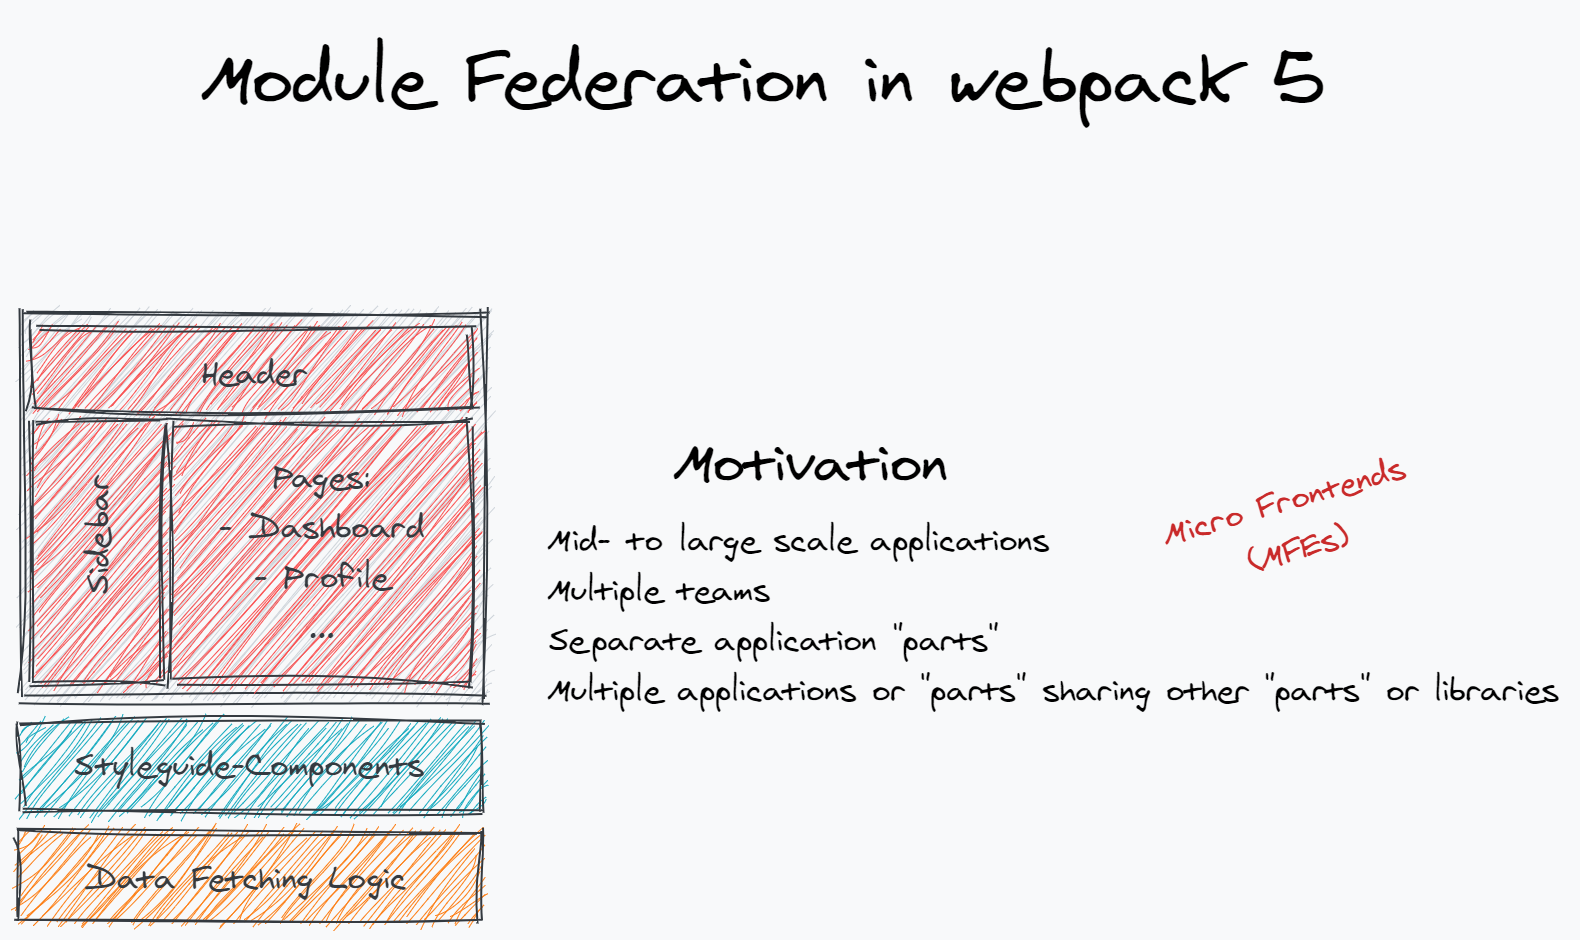 Module Federation in webpack 5
Header
Sidebar
Pages:
- Dashboard
- Profile
...
Styleguide-Components
Data Fetching Logic
Motivation
Mid- to large scale applications
Multiple teams
Separate application "parts"
Multiple applications or "parts" sharing other "parts" or libraries
Micro Frontends
(MFEs)